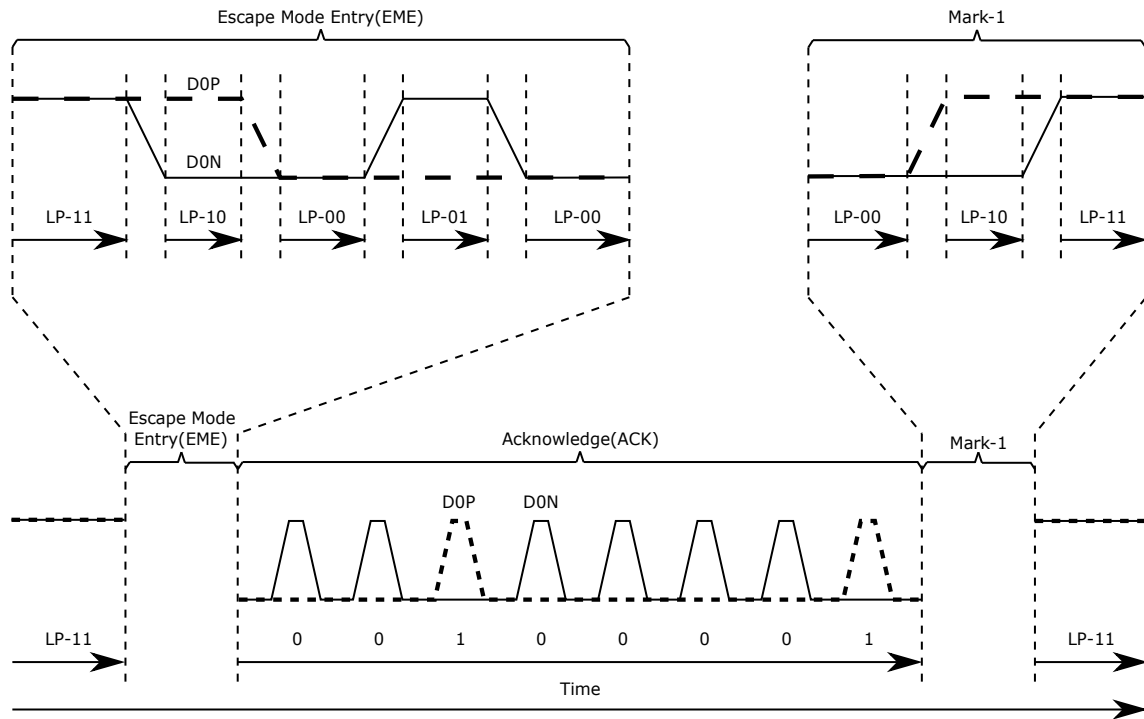 Escape Mode Entry(EME)
Mark-1
D0P
D0N
LP-11
LP-10
LP-00
LP-01
LP-00
LP-00
LP-10
LP-11
Escape Mode
Entry(EME)
Acknowledge(ACK)
Mark-1
D0P
D0N
LP-11
0
0
1
0
0
0
0
1
LP-11
Time